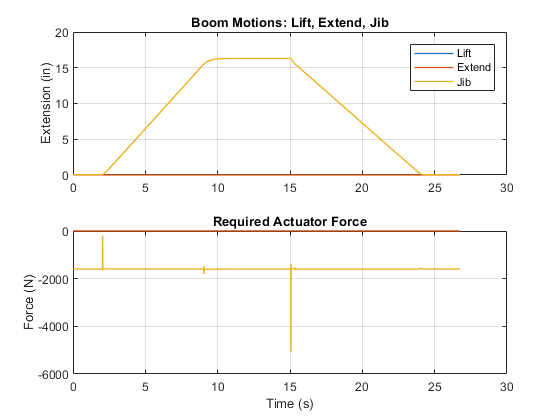 Boom Motions: Lift, Extend, Jib
20
15
10
5
0
Extension (in)
Lift
Extend
Jib
0 5 10 15 20 25 30
Required Actuator Force
0
-2000
-4000
-6000
Force (N)
0 5 10 15 20 25 30
Time (s)